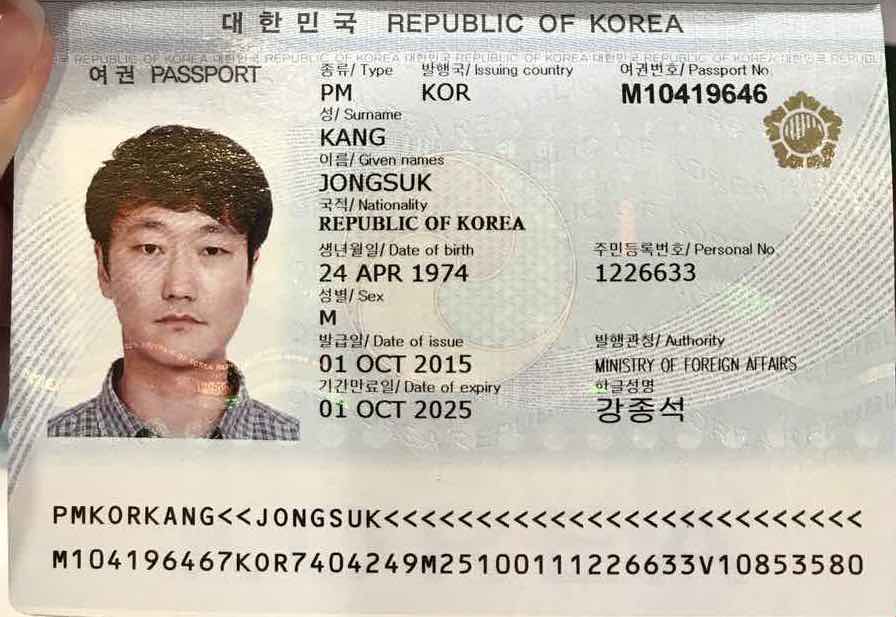 대한민국 REPUBLIC OF KOREA
여권 PASSPORT
종류/ Type 발행국/ Issuing country 여권번호/ Passport No.
PM KOR M10419646
성/ Surname
KANG
이름/ Given names
JONGSUK
국적/ Nationality
REPUBLIC OF KOREA
생년월일/ Date of birth 주민등록번호/ Personal No.
24 APR 1974 1226633
성별/ Sex
M
발급일/ Date of issue 발행관청/ Authority
01 OCT 2015 MINISTRY OF FOREIGN AFFAIRS
기간만료일/ Date of expiry 한글성명
01 OCT 2025 강종석
PMKORKANG<<JONGSUK<<<<<<<<<<<<<<<<<<<<<<<<<<
M104196467KOR7404249M25100111226633V10853580